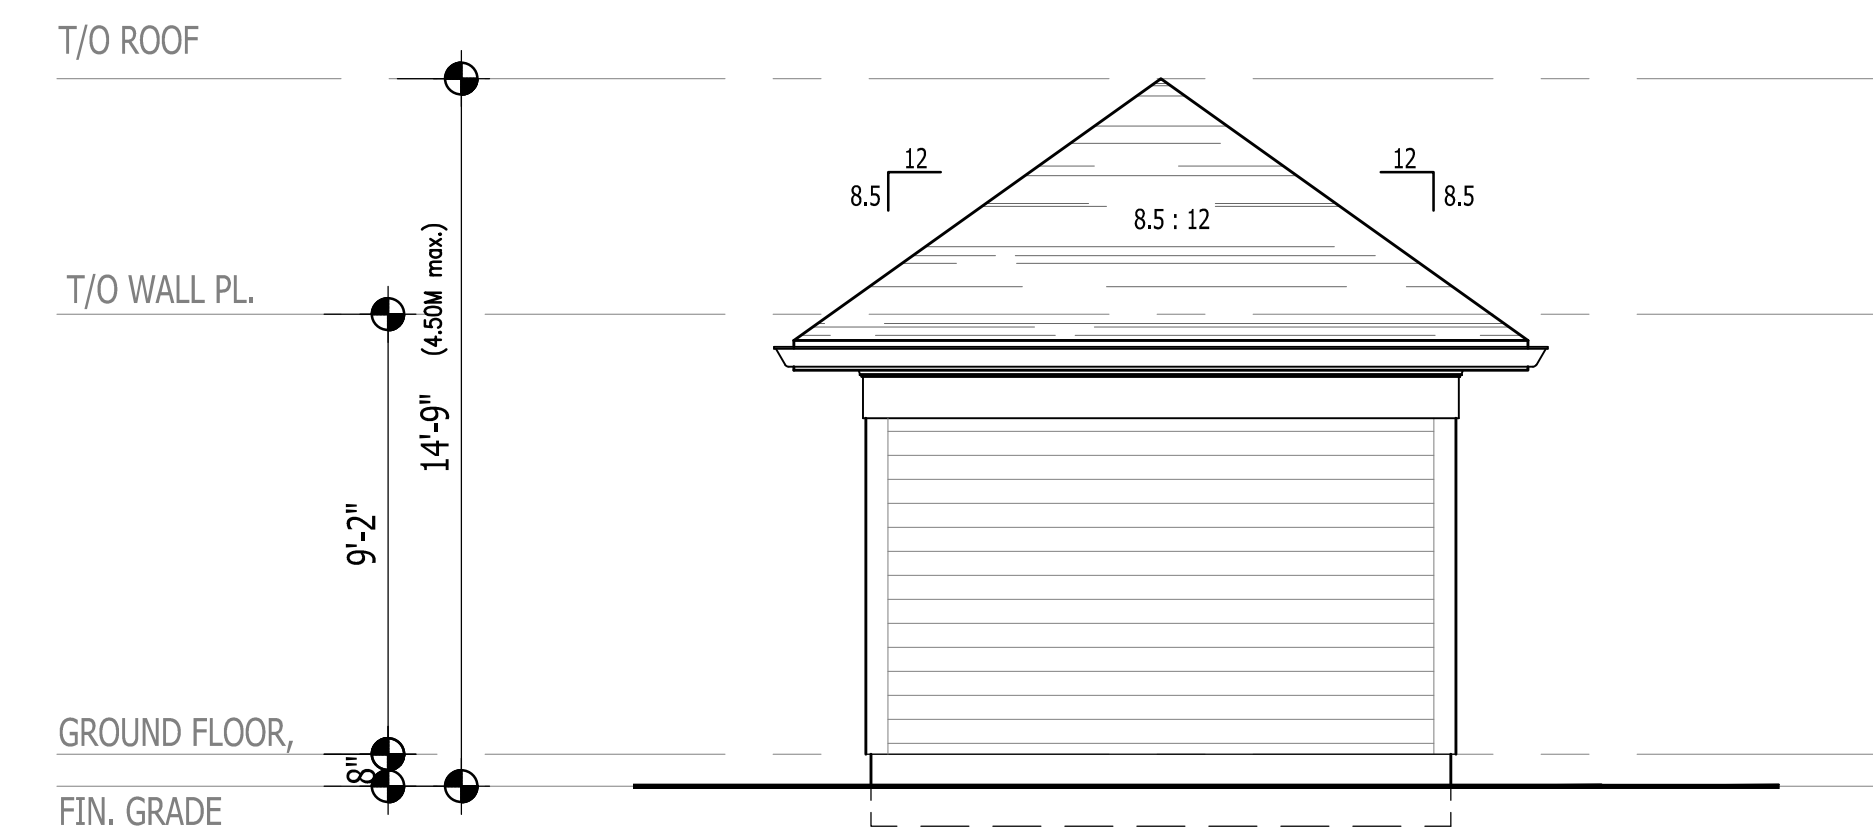 T/O ROOF
12
12
8.5
8.5
8.5 : 12
T/O WALL PL.
(4.50M max.)
14'-9"
9'-2"
GROUND FLOOR,
8"
FIN. GRADE